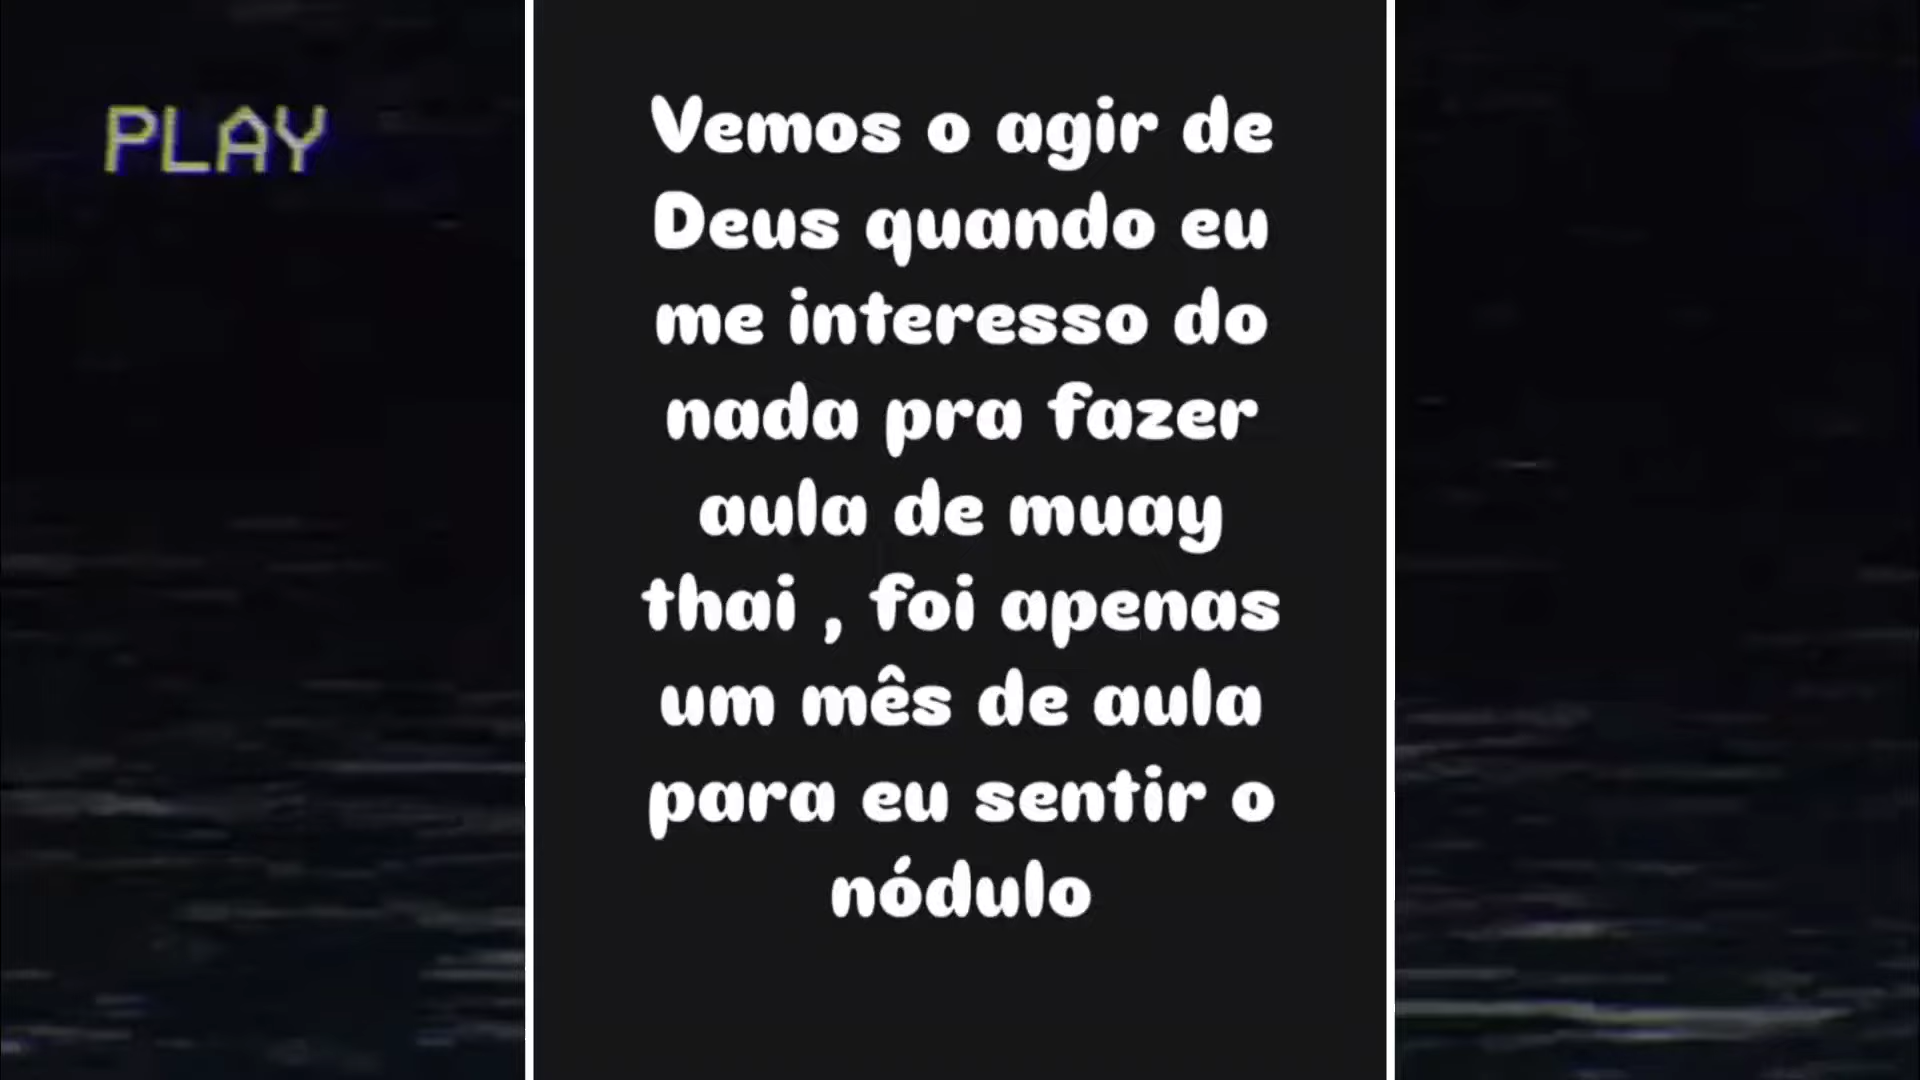 PLAY
Vemos o agir de
Deus quando eu
me interesso do
nada pra fazer
aula de muay
thai , foi apenas
um mês de aula
para eu sentir o
nódulo